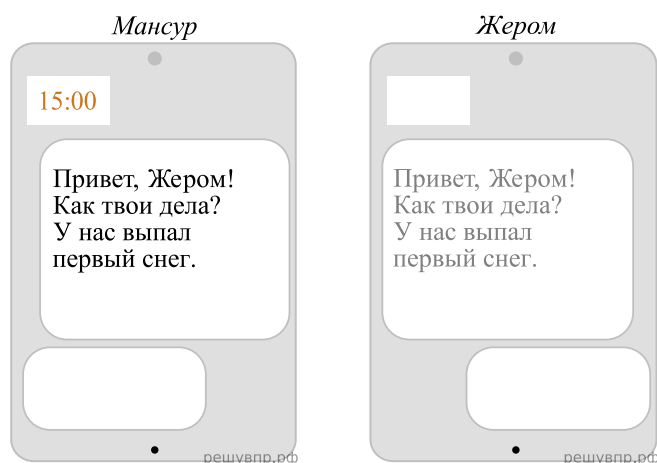 Мансур
15:00
Привет, Жером!
Как твои дела?
У нас выпал
первый снег.
решувпр.рф
Жером
Привет, Жером!
Как твои дела?
У нас выпал
первый снег.
решувпр.рф